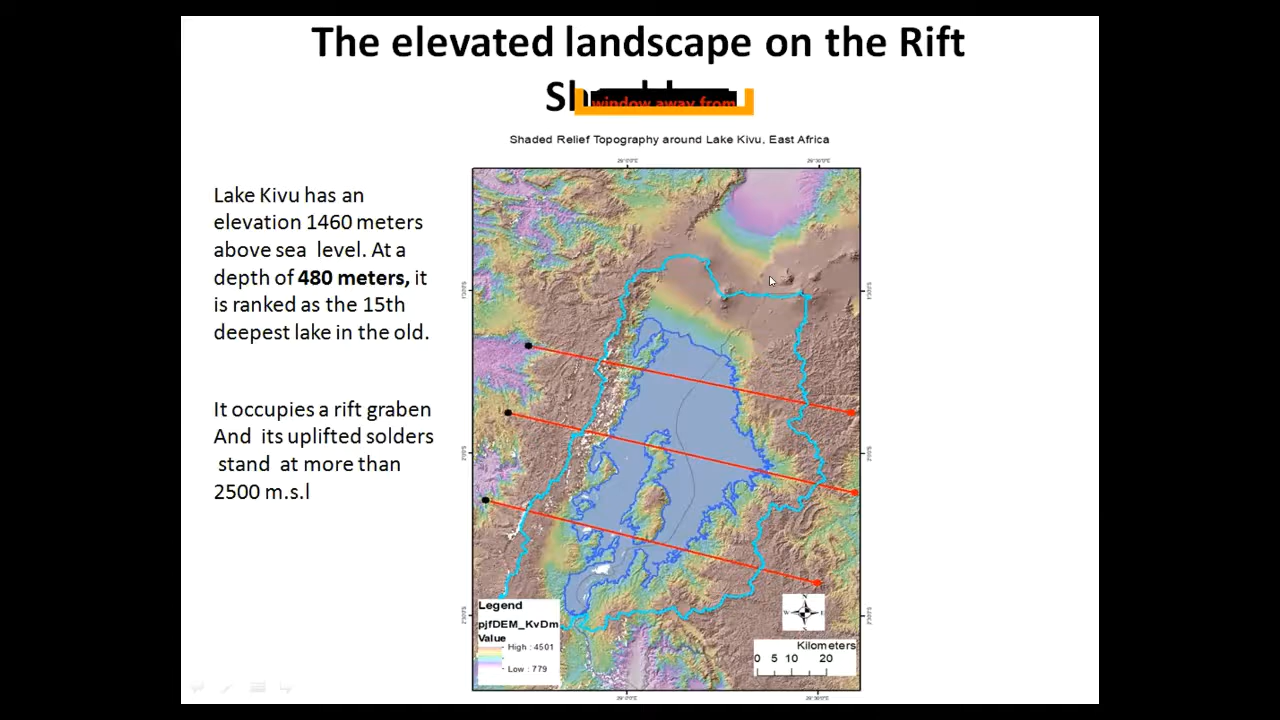 The elevated landscape on the Rift
window away from
Shaded Relief Topography around Lake Kivu, East Africa
Lake Kivu has an
elevation 1460 meters
above sea level. At a
depth of 480 meters, it
is ranked as the 15th
deepest lake in the old.
It occupies a rift graben
And its uplifted solders
stand at more than
2500 m.s.l
Legend
pjfDEM_KvDm
Value
High : 4501
Low : 779
N
W
E
Kilometers
0 5 10 20